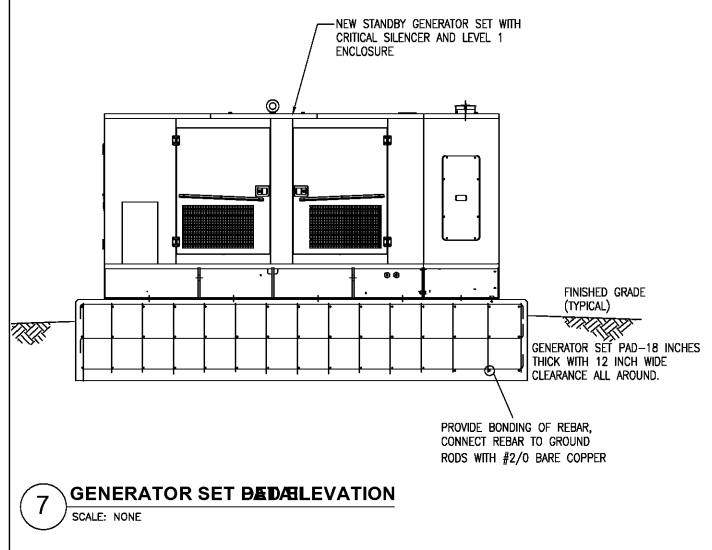 NEW STANDBY GENERATOR SET WITH
CRITICAL SILENCER AND LEVEL 1
ENCLOSURE
FINISHED GRADE
(TYPICAL)
GENERATOR SET PAD-18 INCHES
THICK WITH 12 INCH WIDE
CLEARANCE ALL AROUND.
PROVIDE BONDING OF REBAR,
CONNECT REBAR TO GROUND
RODS WITH #2/0 BARE COPPER
7
GENERATOR SET ELEVATION
SCALE: NONE